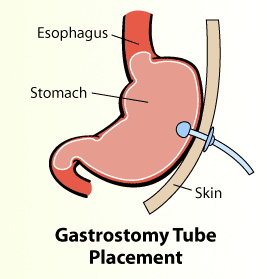 Esophagus
Stomach
Skin
Gastrostomy Tube
Placement